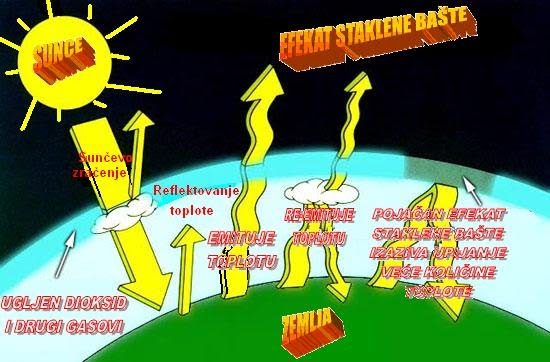 SUNCE
EFEKAT STAKLENE BAŠTE
Sunčevo
zračenje
Reflektovanje
toplote
EMITUJE
TOPLOTU
RE-EMITUJE
TOPLOTU
POJAČAN EFEKAT
STAKLENE BAŠTE
IZAZIVA UPIJANJE
VEĆE KOLIČINE
TOPLOTE
UGLJEN DIOKSID
I DRUGI GASOVI
ZEMLJA